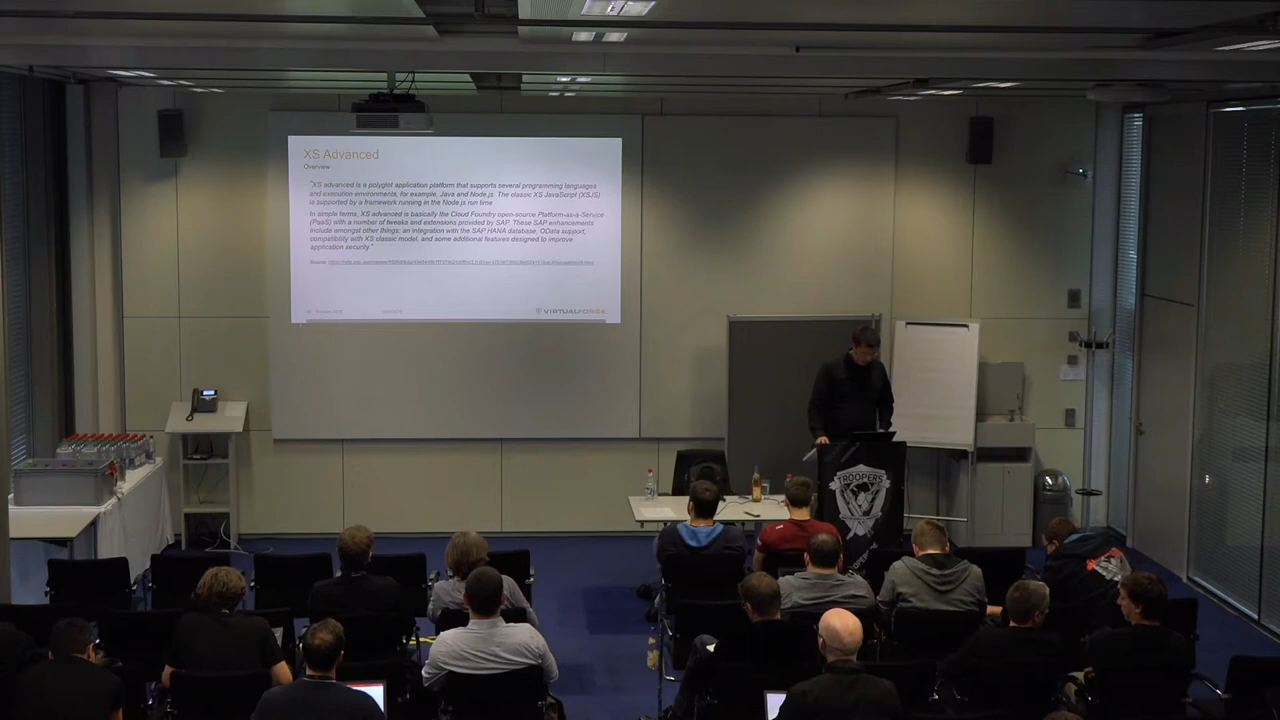 XS Advanced
Overview
"XS advanced is a polyglot application platform that supports several programming languages
and execution environments, for example, Java and Node.js. The classic XS JavaScript (XSJS)
is supported by a framework running in the Node.js run time.
In simple terms, XS advanced is basically the Cloud Foundry open-source Platform-as-a-Service
(PaaS) with a number of tweaks and extensions provided by SAP. These SAP enhancements
include amongst other things: an integration with the SAP HANA database, OData support,
compatibility with XS classic model, and some additional features designed to improve
application security."
Source:
VIRTUALFORGE
TROOPERS